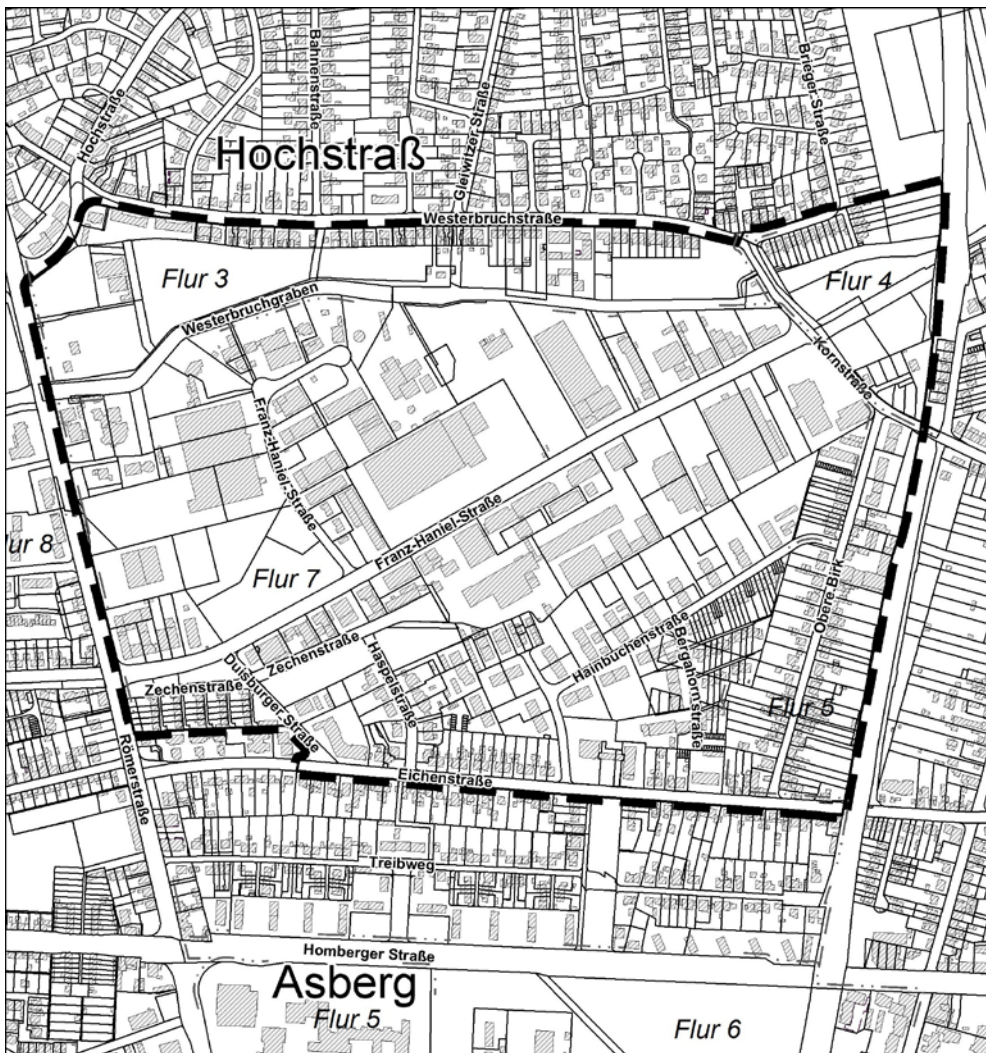 Bahnenstraße
Brieger-Straße
Hochstraße
Gleiwitzer-Straße
Hochstraß
Westerbruchstraße
Flur 3
Flur 4
Westerbruchgraben
Kornstraße
Franz-Haniel-Straße
Franz-Haniel-Straße
lur 8
Flur 7
Obere Birk
Zechenstraße
Haspelstraße
Hainbuchenstraße
Bergahornstraße
Duisburger Straße
Zechenstraße
Flur 5
Römerstraße
Eichenstraße
Treibweg
Homberger Straße
Asberg
Flur 5
Flur 6